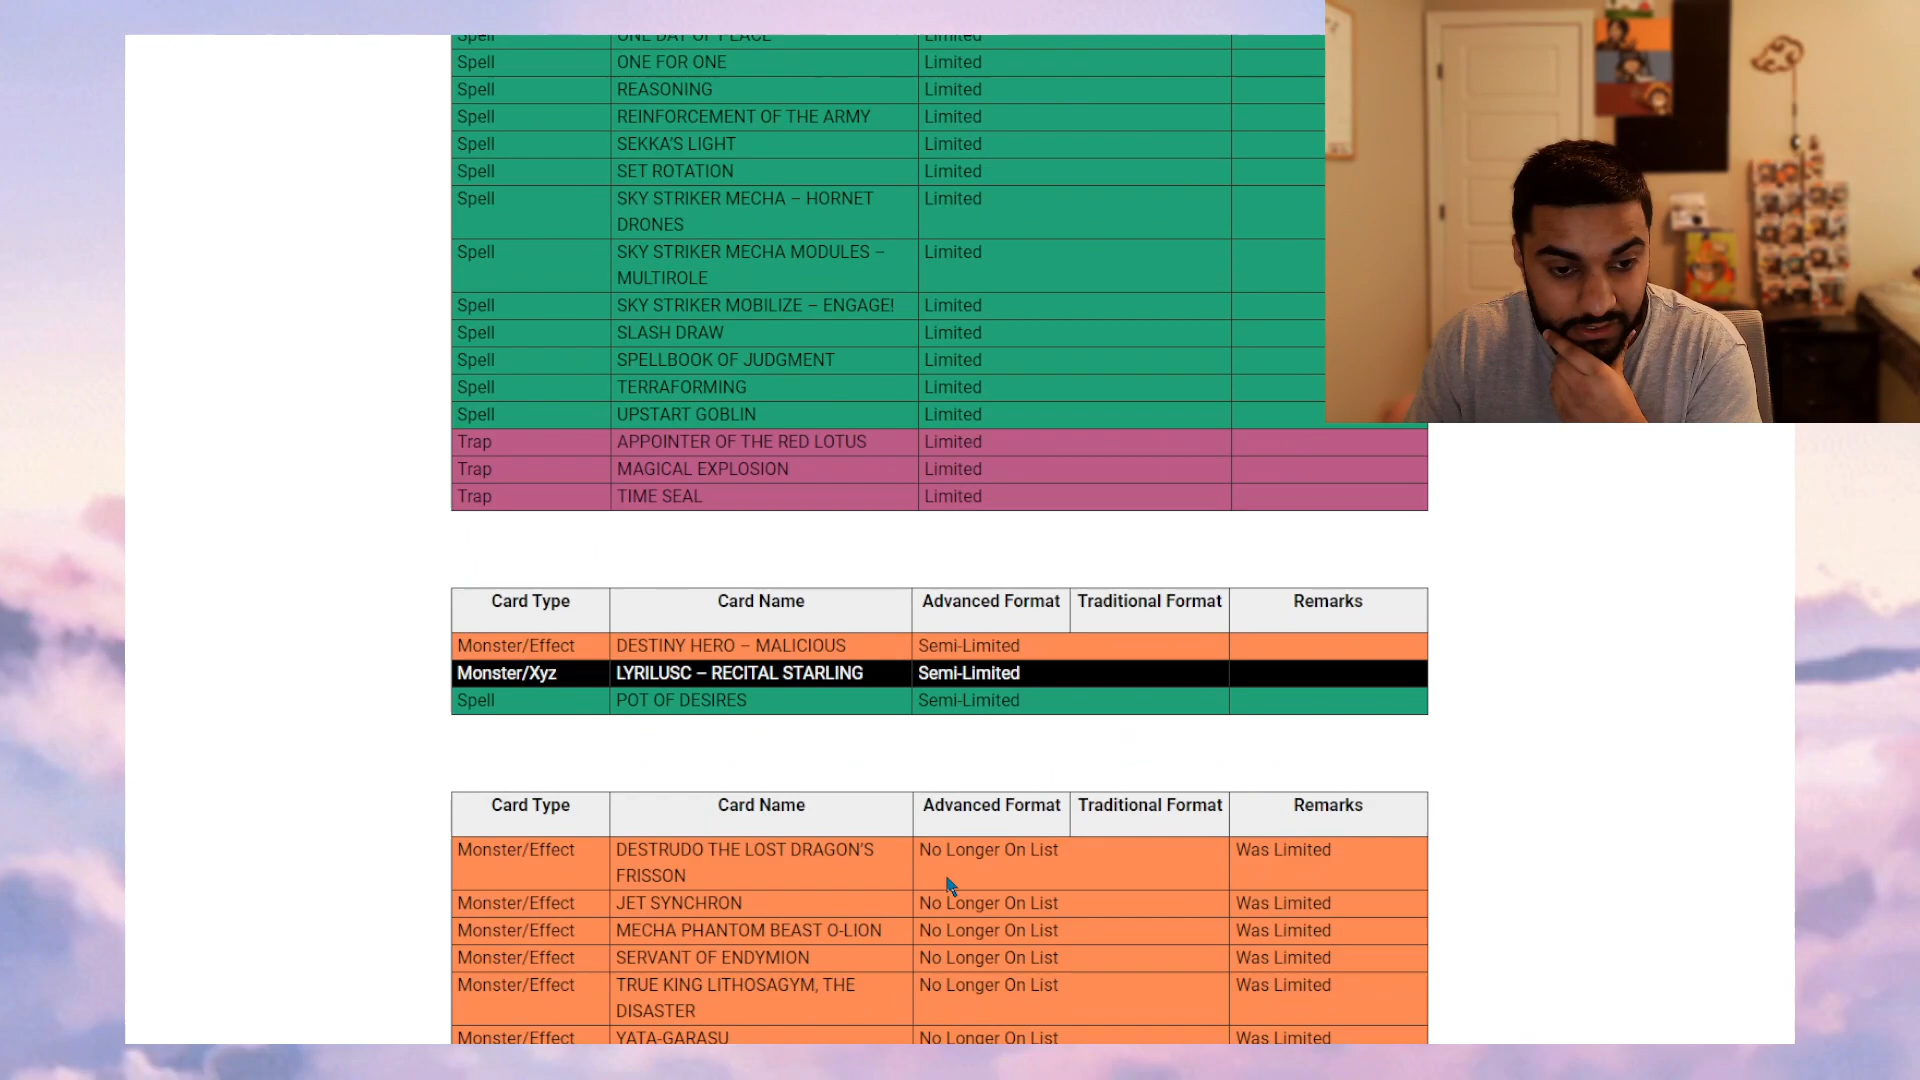 Spell ONE DAY OF PEACE Limited
Spell ONE FOR ONE Limited
Spell REASONING Limited
Spell REINFORCEMENT OF THE ARMY Limited
Spell SEKKA'S LIGHT Limited
Spell SET ROTATION Limited
Spell SKY STRIKER MECHA – HORNET Limited
DRONES
Spell SKY STRIKER MECHA MODULES – Limited
MULTIROLE
Spell SKY STRIKER MOBILIZE – ENGAGE! Limited
Spell SLASH DRAW Limited
Spell SPELLBOOK OF JUDGMENT Limited
Spell TERRAFORMING Limited
Spell UPSTART GOBLIN Limited
Trap APPOINTER OF THE RED LOTUS Limited
Trap MAGICAL EXPLOSION Limited
Trap TIME SEAL Limited
Card Type Card Name Advanced Format Traditional Format Remarks
Monster/Effect DESTINY HERO – MALICIOUS Semi-Limited
Monster/Xyz LYRILUSC – RECITAL STARLING Semi-Limited
Spell POT OF DESIRES Semi-Limited
Card Type Card Name Advanced Format Traditional Format Remarks
Monster/Effect DESTRUDO THE LOST DRAGON'S No Longer On List Was Limited
FRISSON
Monster/Effect JET SYNCHRON No Longer On List Was Limited
Monster/Effect MECHA PHANTOM BEAST O-LION No Longer On List Was Limited
Monster/Effect SERVANT OF ENDYMION No Longer On List Was Limited
Monster/Effect TRUE KING LITHOSAGYM, THE No Longer On List Was Limited
DISASTER
Monster/Effect YATA-GARASU No Longer On List Was Limited